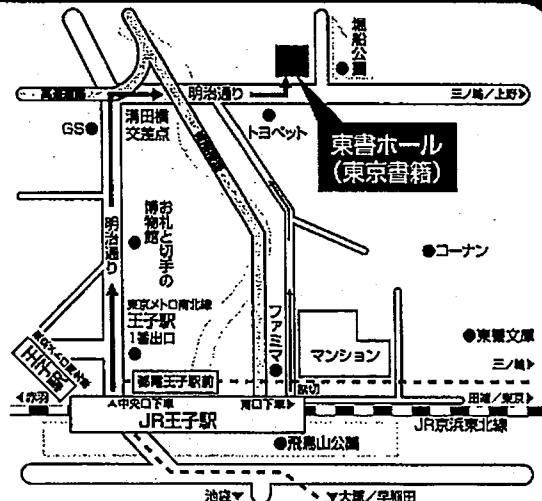 堀船公園
明治通り
三ノ輪/上野▶
GS
溝田橋
交差点
トヨペット
東書ホール
(東京書籍)
お札と切手の
博物館
明治通り
コーナン
東京メトロ南北線
王子駅
1番出口
ファミマ
マンション
東書文庫
三ノ輪▶
都電王子駅前
踏切
◀赤羽
▲中央口下車
南口下車▶
田端/東京▶
JR王子駅
JR京浜東北線
飛鳥山公園
池袋▼
▼大塚/早稲田